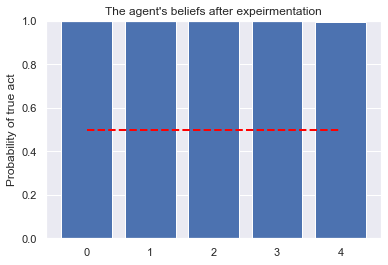 The agent's beliefs after expeirmentation
Probability of true act
1.0
0.8
0.6
0.4
0.2
0.0
0 1 2 3 4